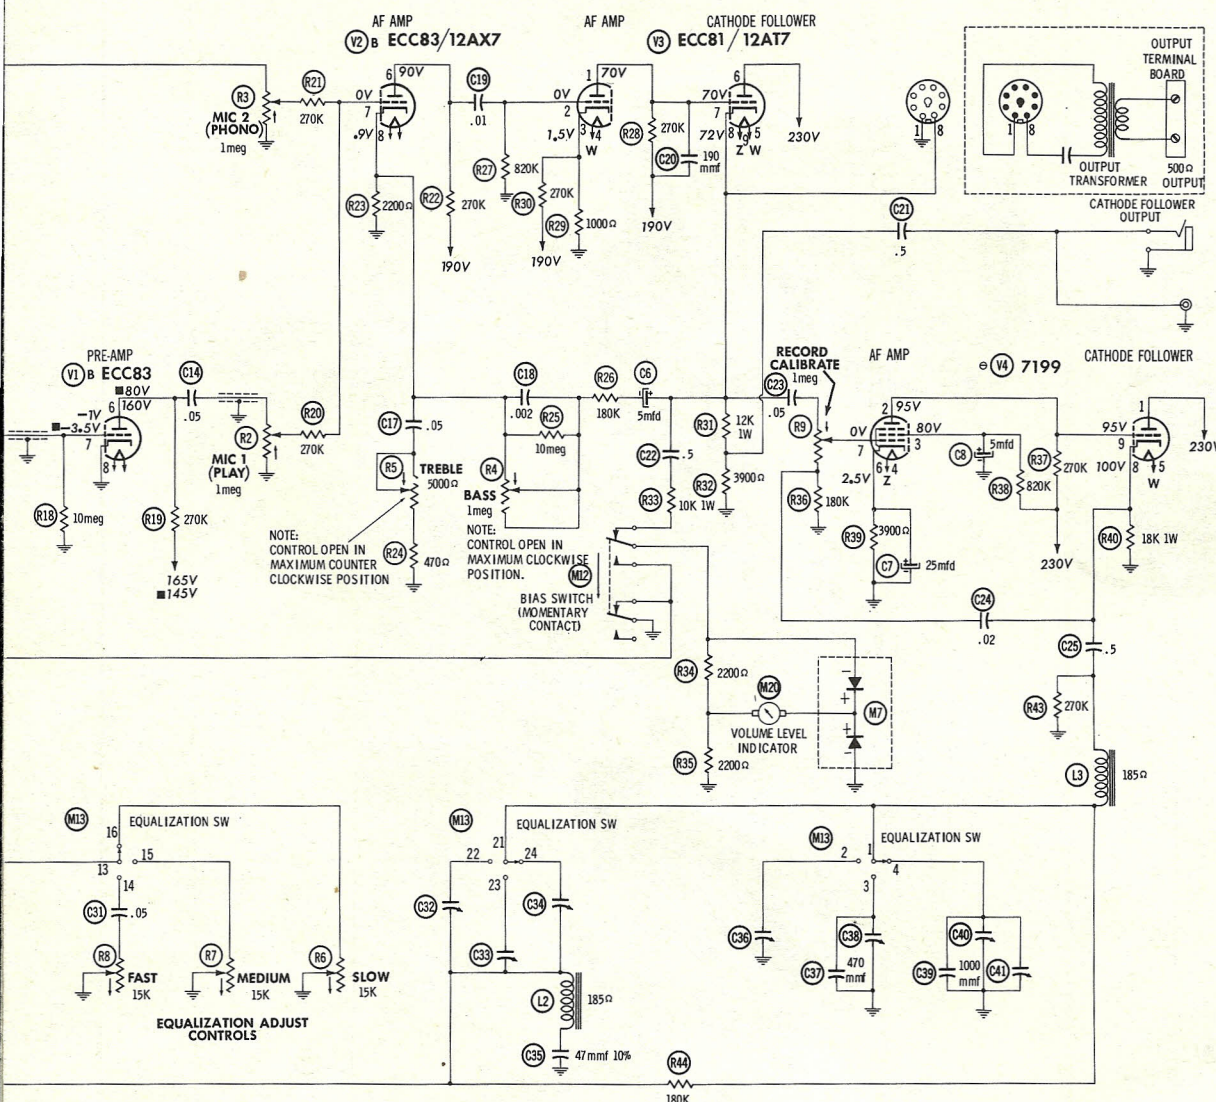 AF AMP
V2 B ECC83/12AX7
AF AMP
CATHODE FOLLOWER
V3 ECC81 / 12AT7
OUTPUT
TERMINAL
BOARD
R3
MIC 2
(PHONO)
1meg
R21
270K
6
90V
0V
7
8
.9V
C19
.01
1
70V
0V
2
3
4
1.5V
W
R28
270K
C20
190
mmf
6
70V
7
72V
8
9
5
Z
W
230V
1
8
1
8
OUTPUT
TRANSFORMER
500Ω
OUTPUT
R23
2200Ω
R22
270K
190V
R27
820K
R30
270K
190V
R29
1000Ω
190V
C21
.5
CATHODE FOLLOWER
OUTPUT
PRE-AMP
V1 B ECC83
■80V
160V
6
-1V
■-3.5V
7
8
C14
.05
R2
MIC 1
(PLAY)
1meg
R20
270K
R18
10meg
R19
270K
165V
■145V
C17
.05
R5
TREBLE
5000Ω
R24
470Ω
NOTE:
CONTROL OPEN IN
MAXIMUM COUNTER
CLOCKWISE POSITION
C18
.002
R25
10meg
R4
BASS
1meg
NOTE:
CONTROL OPEN IN
MAXIMUM CLOCKWISE
POSITION.
R26
180K
C6
5mfd
C22
.5
R33
10K 1W
R31
12K
1W
R32
3900Ω
M12
BIAS SWITCH
(MOMENTARY
CONTACT)
RECORD
CALIBRATE
1meg
C23
.05
R9
R36
180K
AF AMP
V4 7199
CATHODE FOLLOWER
2
95V
0V
7
80V
3
6
4
Z
2.5V
R39
3900Ω
C7
25mfd
C8
5mfd
R38
820K
R37
270K
230V
1
95V
9
100V
8
5
W
230V
R40
18K 1W
C24
.02
C25
.5
R43
270K
L3
185Ω
R34
2200Ω
M20
VOLUME LEVEL
INDICATOR
M7
R35
2200Ω
M13
EQUALIZATION SW
16
13
15
14
C31
.05
R8
FAST
15K
R7
MEDIUM
15K
R6
SLOW
15K
EQUALIZATION ADJUST
CONTROLS
M13
EQUALIZATION SW
21
22
24
23
C32
C34
C33
L2
185Ω
C35
47mmf 10%
M13
EQUALIZATION SW
1
2
4
3
C36
C38
C37
470
mmf
C40
C39
1000
mmf
C41
R44
180K